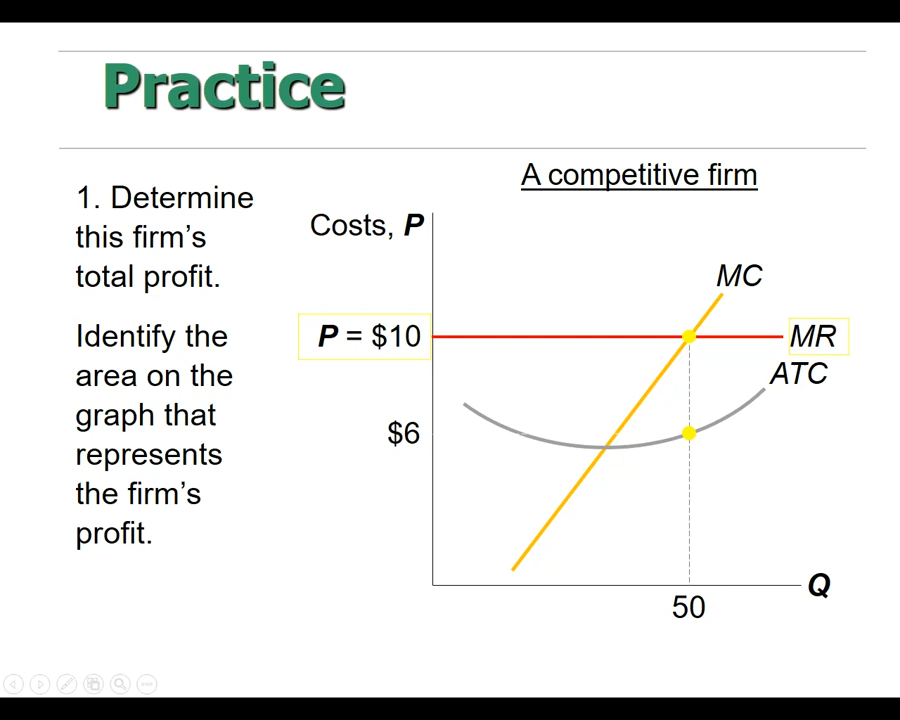 Practice
1. Determine
this firm’s
total profit.
Identify the
area on the
graph that
represents
the firm’s
profit.
A competitive firm
Costs, P
MC
P = $10
MR
ATC
$6
Q
50